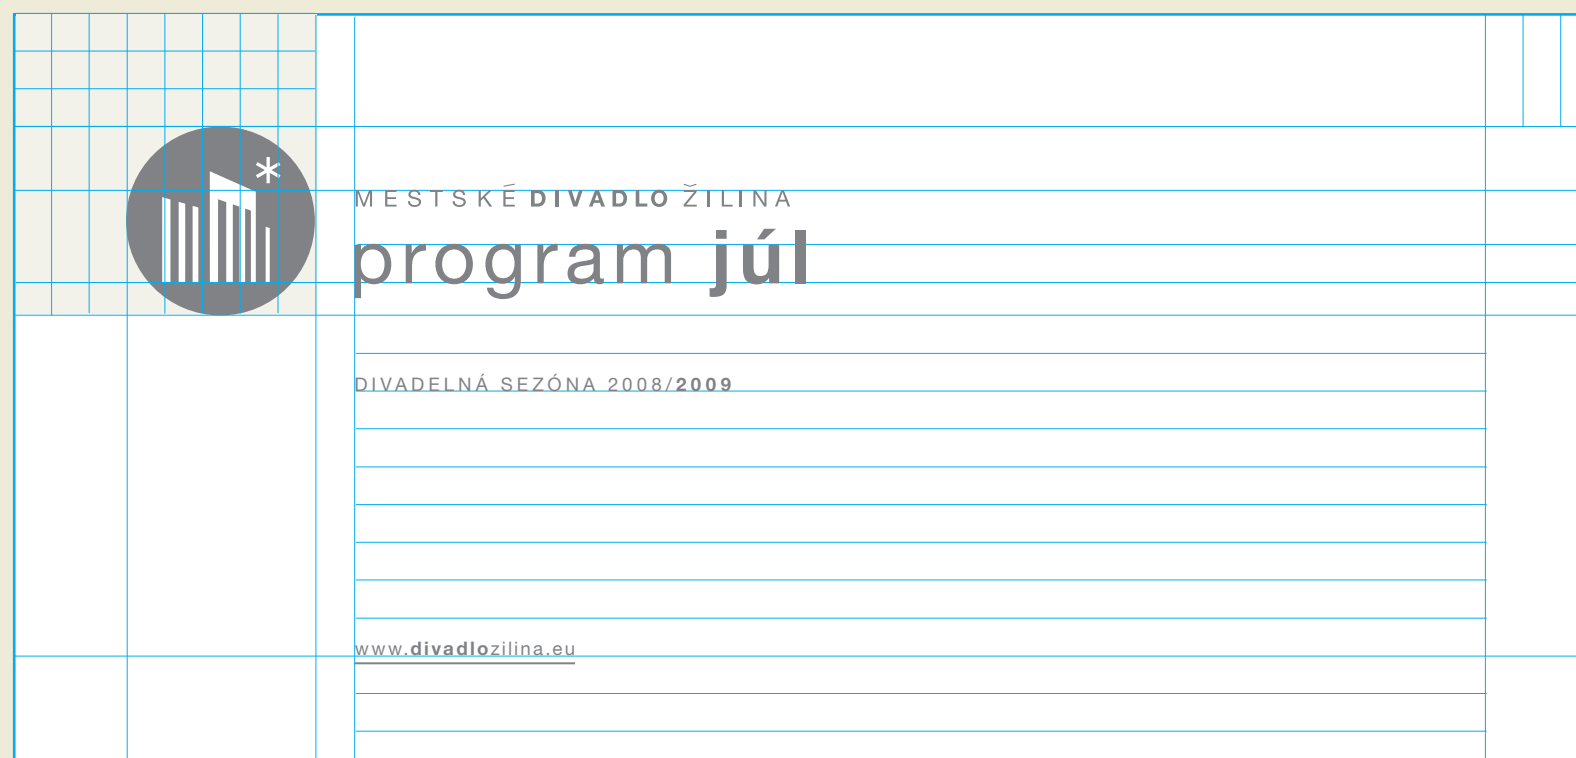 MESTSKÉ DIVADLO ŽILINA
program júl
DIVADELNÁ SEZÓNA 2008/2009
www.divadlozilina.eu